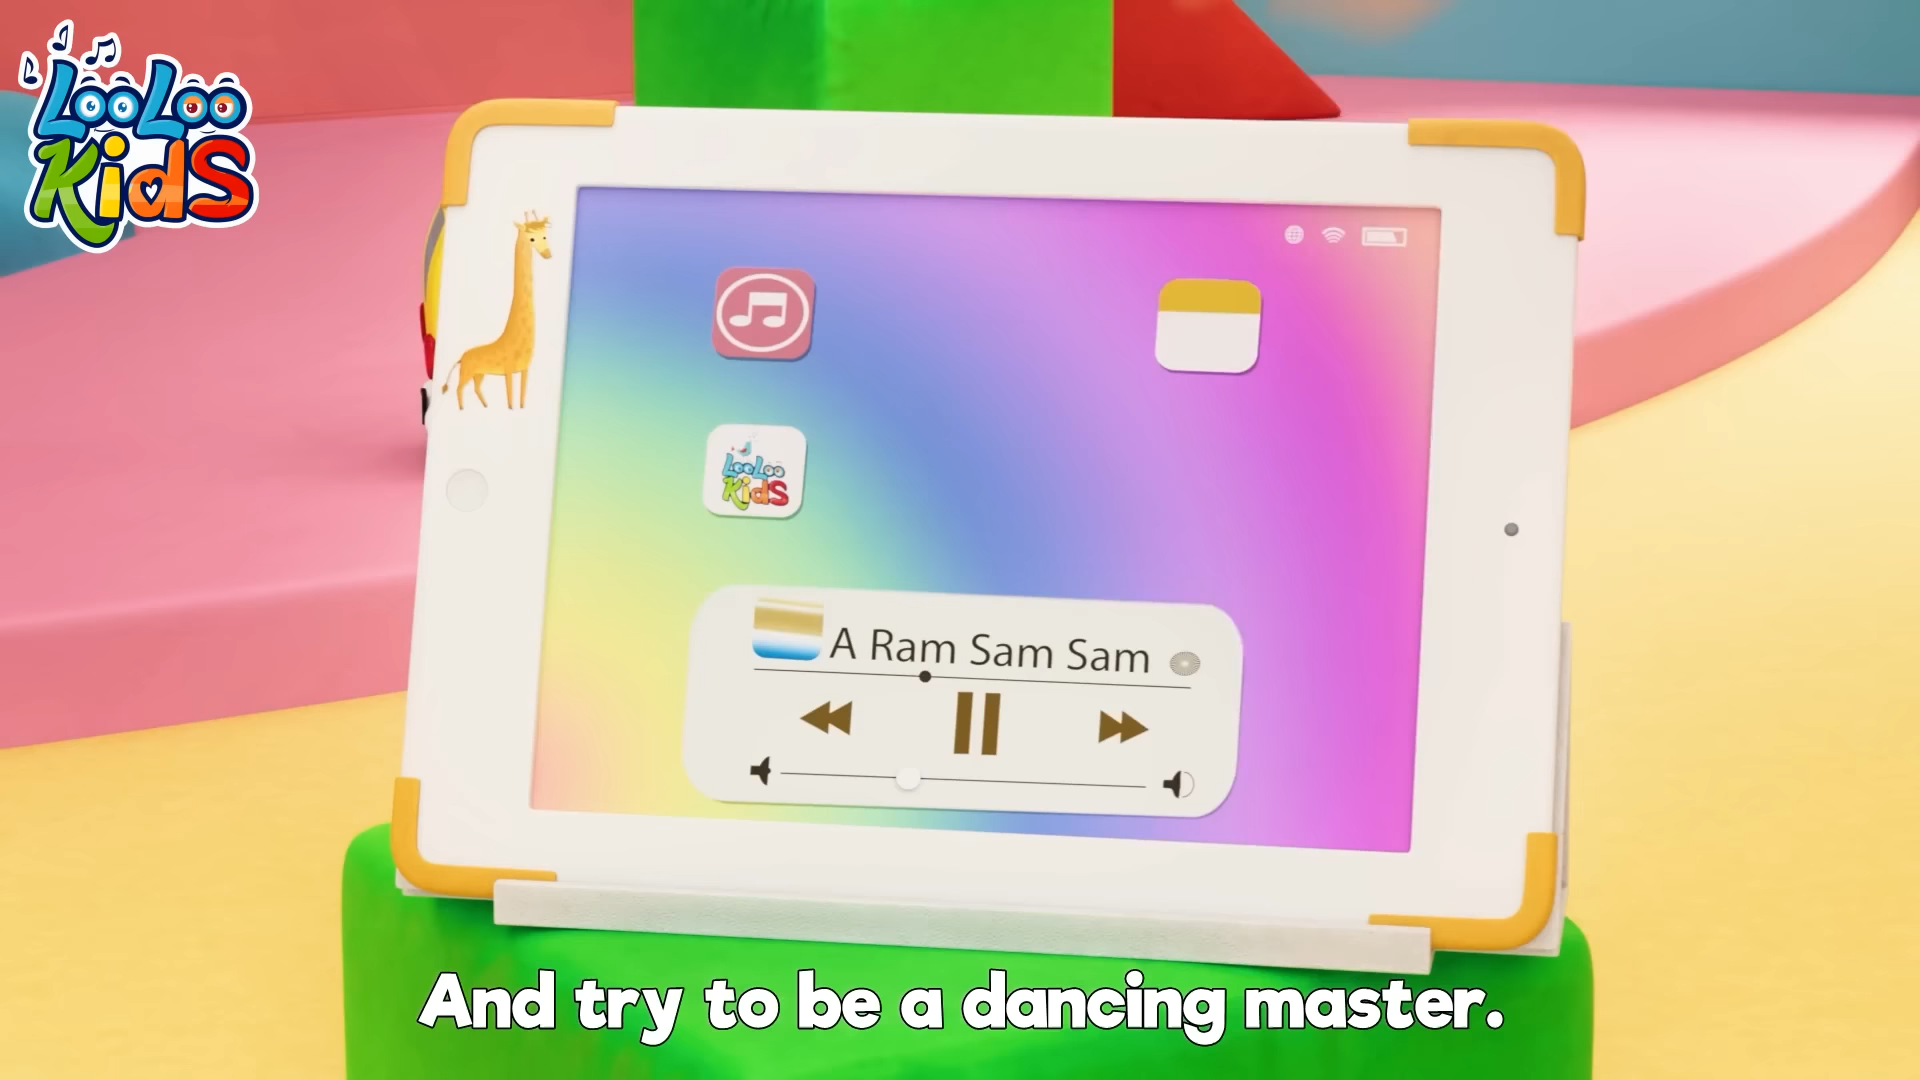 LooLoo
Kids
LooLoo
Kids
A Ram Sam Sam
And try to be a dancing master.